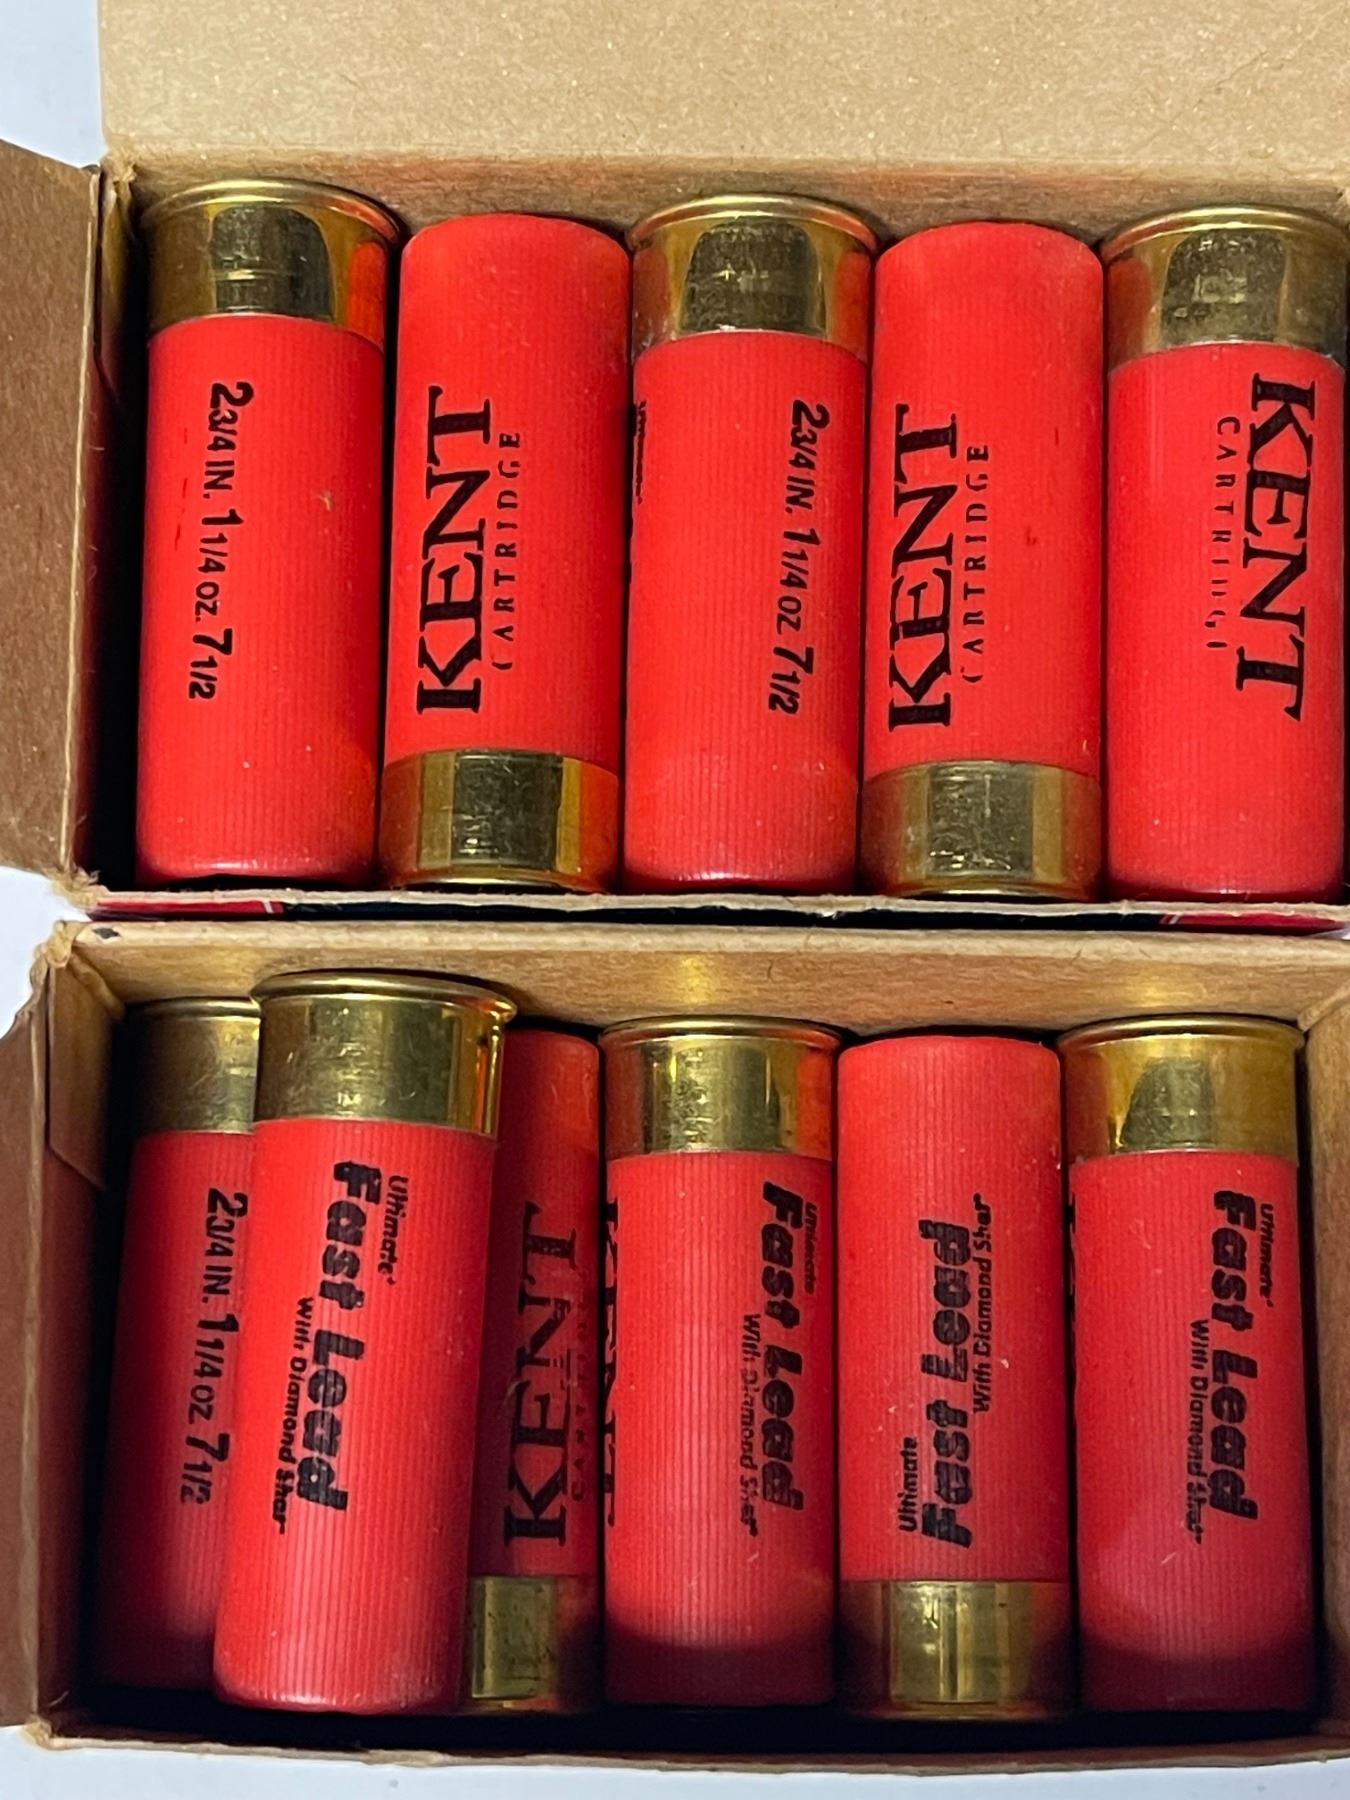 2 3/4 IN. 1 1/4 oz. 7 1/2
KENT
CARTRIDGE
2 3/4 IN. 1 1/4 oz 7 1/2
KENT
CARTRIDGE
KENT
CARTRIDGE
2 3/4 IN. 1 1/4 oz 7 1/2
Ultimate
Fast Lead
With Diamond Shot
KENT
Ultimate
Fast Lead
With Diamond Shot
Ultimate
Fast Lead
With Diamond Shot
Ultimate
Fast Lead
With Diamond Shot